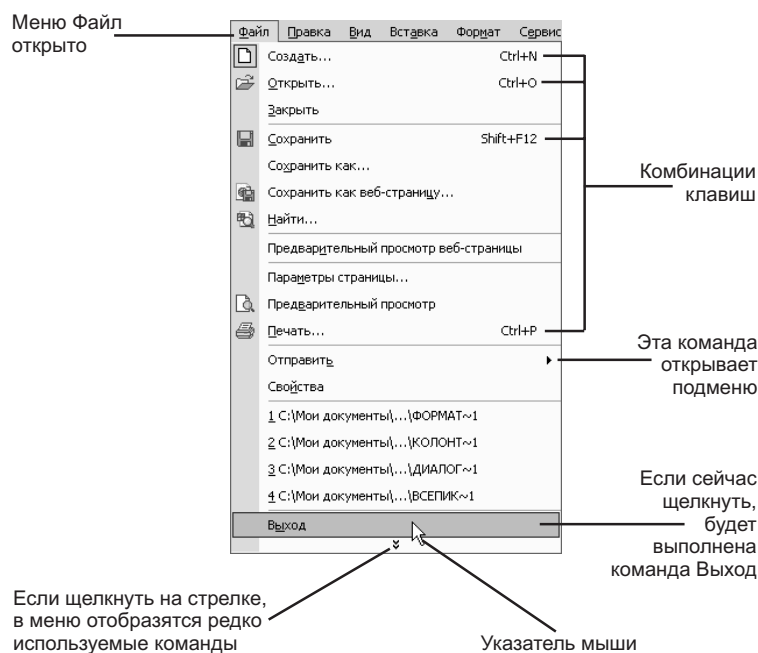 Меню Файл
открыто
Файл Правка Вид Вставка Формат Сервис
Создать... Ctrl+N
Открыть... Ctrl+O
Закрыть
Сохранить Shift+F12
Сохранить как...
Сохранить как веб-страницу...
Найти...
Предварительный просмотр веб-страницы
Параметры страницы...
Предварительный просмотр
Печать... Ctrl+P
Отправить
Свойства
1 C:\Мои документы\...\ФОРМАТ~1
2 C:\Мои документы\...\КОЛОНТ~1
3 C:\Мои документы\...\ДИАЛОГ~1
4 C:\Мои документы\...\ВСЕПИК~1
Выход
Комбинации
клавиш
Эта команда
открывает
подменю
Если сейчас
щелкнуть,
будет
выполнена
команда Выход
Если щелкнуть на стрелке,
в меню отобразятся редко
используемые команды
Указатель мыши